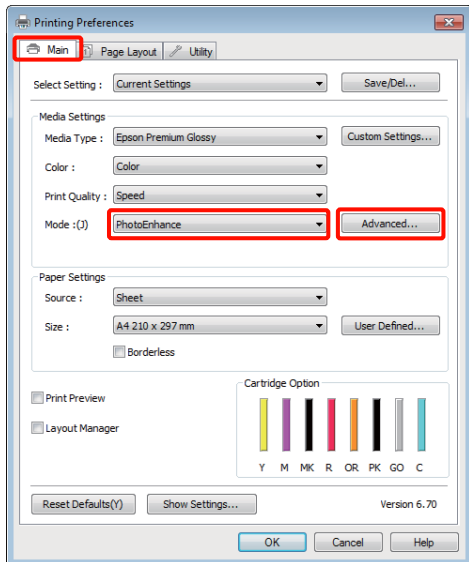 Printing Preferences
Main Page Layout Utility
Select Setting : Current Settings Save/Del...
Media Settings
Media Type : Epson Premium Glossy Custom Settings...
Color : Color
Print Quality : Speed
Mode :(J) PhotoEnhance Advanced...
Paper Settings
Source : Sheet
Size : A4 210 x 297 mm User Defined...
Borderless
Cartridge Option
Print Preview
Layout Manager
Y M MK R OR PK GO C
Reset Defaults(Y) Show Settings... Version 6.70
OK Cancel Help